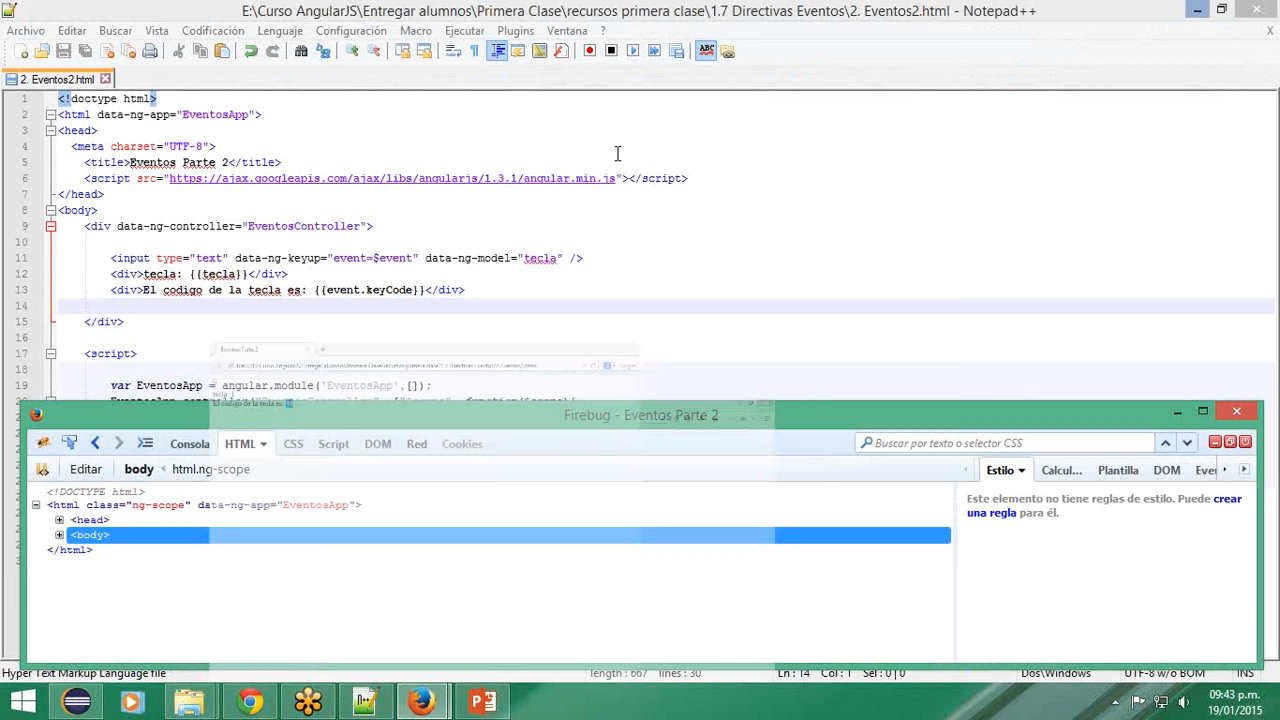 E:\Curso AngularJS\Entregar alumnos\Primera Clase\recursos primera clase\1.7 Directivas Eventos\2. Eventos2.html - Notepad++
Archivo Editar Buscar Vista Codificación Lenguaje Configuración Macro Ejecutar Plugins Ventana ?
2. Eventos2.html
1 <!doctype html>
2 <html data-ng-app="EventosApp">
3 <head>
4 <meta charset="UTF-8">
5 <title>Eventos Parte 2</title>
6 <script src="https://ajax.googleapis.com/ajax/libs/angularjs/1.3.1/angular.min.js"></script>
7 </head>
8 <body>
9 <div data-ng-controller="EventosController">
10
11 <input type="text" data-ng-keyup="event=$event" data-ng-model="tecla" />
12 <div>tecla: {{tecla}}</div>
13 <div>El codigo de la tecla es: {{event.keyCode}}</div>
14
15 </div>
16
17 <script>
18
19 var EventosApp = angular.module('EventosApp',[]);
Eventos Parte 2
Firebug - Eventos Parte 2
Consola HTML CSS Script DOM Red Cookies
Buscar por texto o selector CSS
Editar body html.ng-scope
Estilo Calcul... Plantilla DOM Ever
<!DOCTYPE html>
<html class="ng-scope" data-ng-app="EventosApp">
<head>
<body>
</html>
Este elemento no tiene reglas de estilo. Puede crear
una regla para él.
Hyper Text Markup Language file length : 667 lines : 30 Ln : 14 Col : 1 Sel : 0 | 0 Dos\Windows UTF-8 w/o BOM INS
09:43 p.m.
19/01/2015